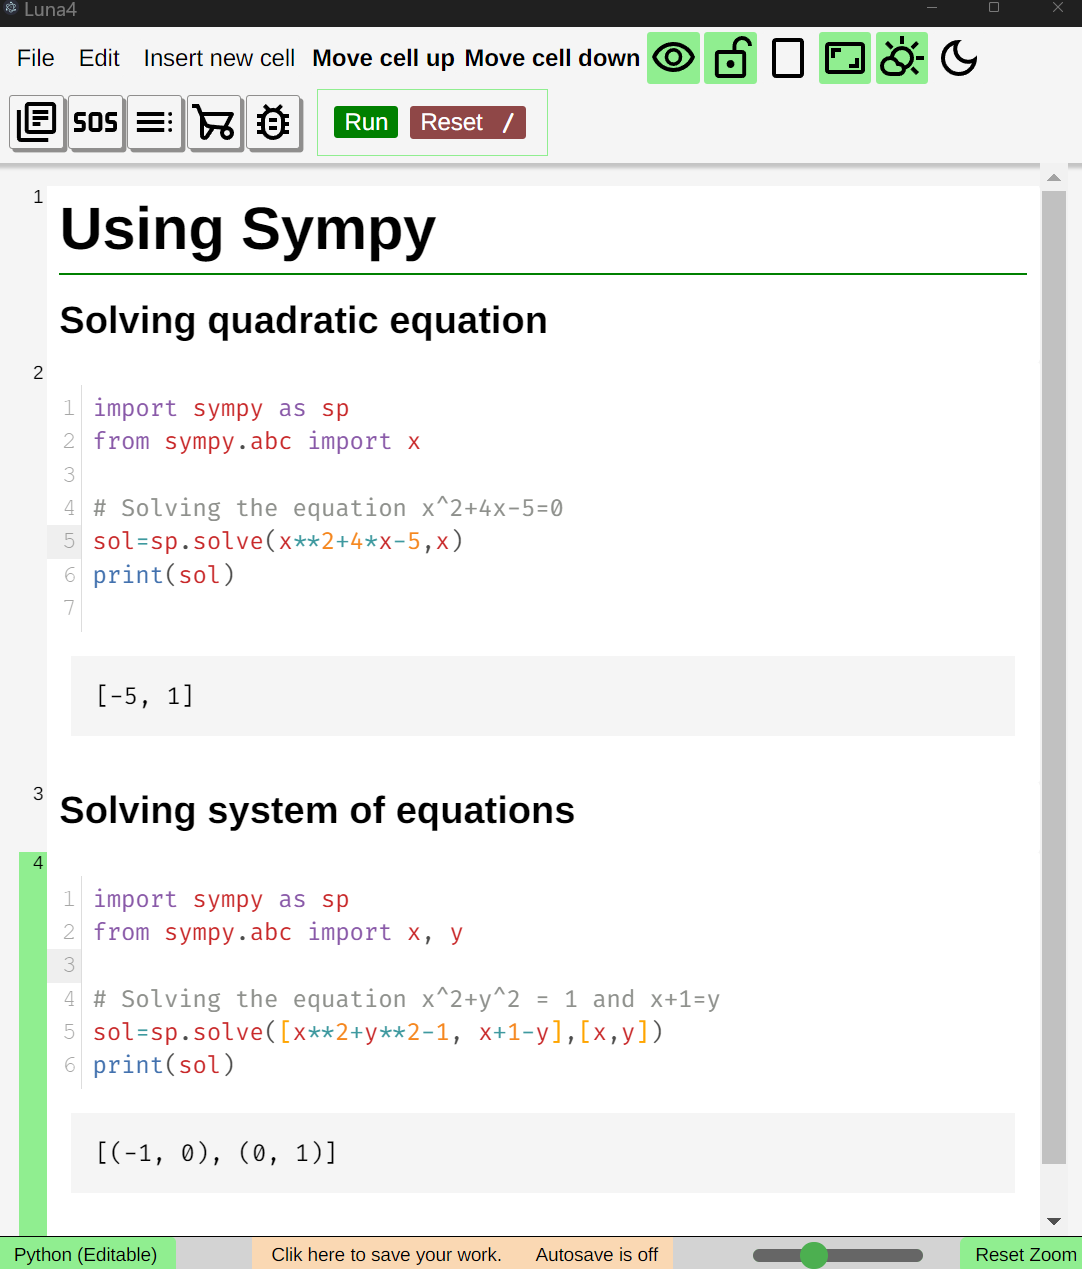 Luna4
File Edit Insert new cell Move cell up Move cell down
SOS Run Reset /
1
Using Sympy
Solving quadratic equation
2
1 import sympy as sp
2 from sympy.abc import x
3
4 # Solving the equation x^2+4x-5=0
5 sol=sp.solve(x**2+4*x-5,x)
6 print(sol)
7
[-5, 1]
3
Solving system of equations
4
1 import sympy as sp
2 from sympy.abc import x, y
3
4 # Solving the equation x^2+y^2 = 1 and x+1=y
5 sol=sp.solve([x**2+y**2-1, x+1-y],[x,y])
6 print(sol)
[(-1, 0), (0, 1)]
Python (Editable) Clik here to save your work. Autosave is off Reset Zoom